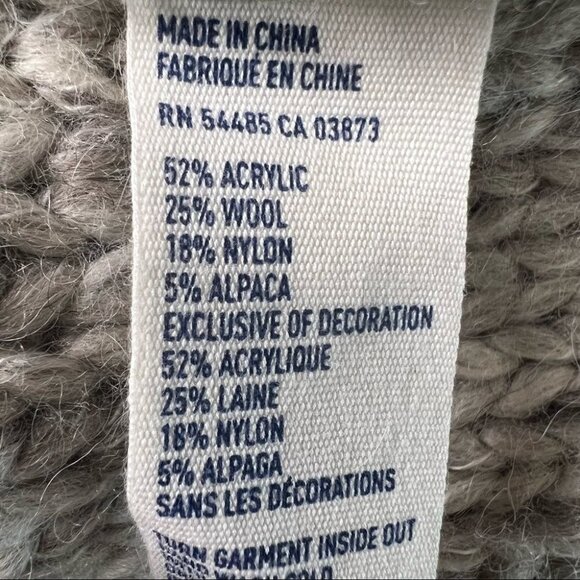 MADE IN CHINA
FABRIQUÉ EN CHINE
RN 54485 CA 03873
52% ACRYLIC
25% WOOL
18% NYLON
5% ALPACA
EXCLUSIVE OF DECORATION
52% ACRYLIQUE
25% LAINE
18% NYLON
5% ALPAGA
SANS LES DÉCORATIONS
TURN GARMENT INSIDE OUT
COLD